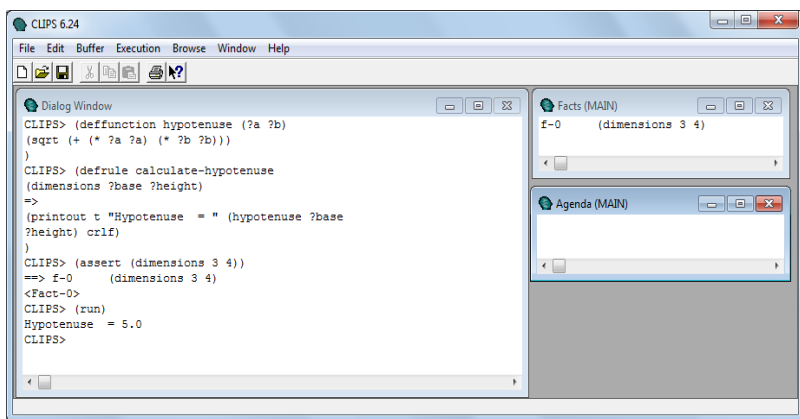 CLIPS 6.24
File Edit Buffer Execution Browse Window Help
Dialog Window
CLIPS> (deffunction hypotenuse (?a ?b)
(sqrt (+ (* ?a ?a) (* ?b ?b)))
)
CLIPS> (defrule calculate-hypotenuse
(dimensions ?base ?height)
=>
(printout t "Hypotenuse  = " (hypotenuse ?base
?height) crlf)
)
CLIPS> (assert (dimensions 3 4))
==> f-0     (dimensions 3 4)
<Fact-0>
CLIPS> (run)
Hypotenuse  = 5.0
CLIPS>
Facts (MAIN)
f-0     (dimensions 3 4)
Agenda (MAIN)